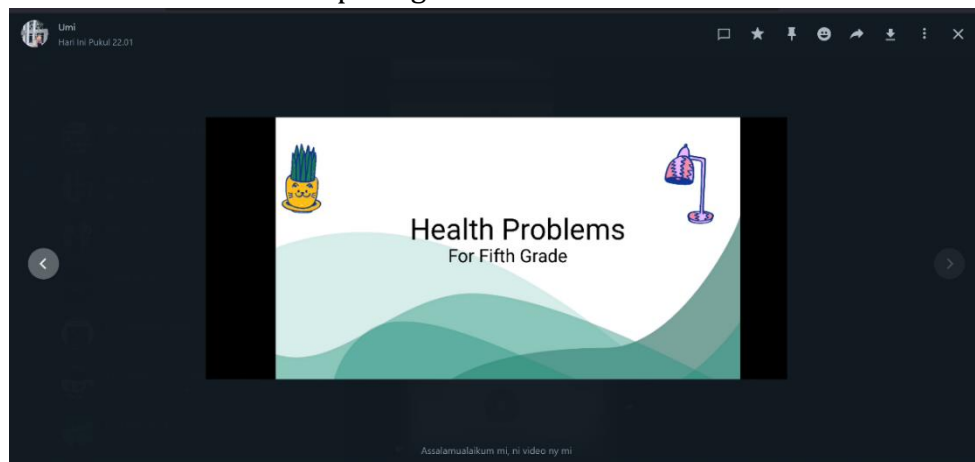 Umi
Hari Ini Pukul 22.01
Health Problems
For Fifth Grade
Assalamualaikum mi, ni video ny mi